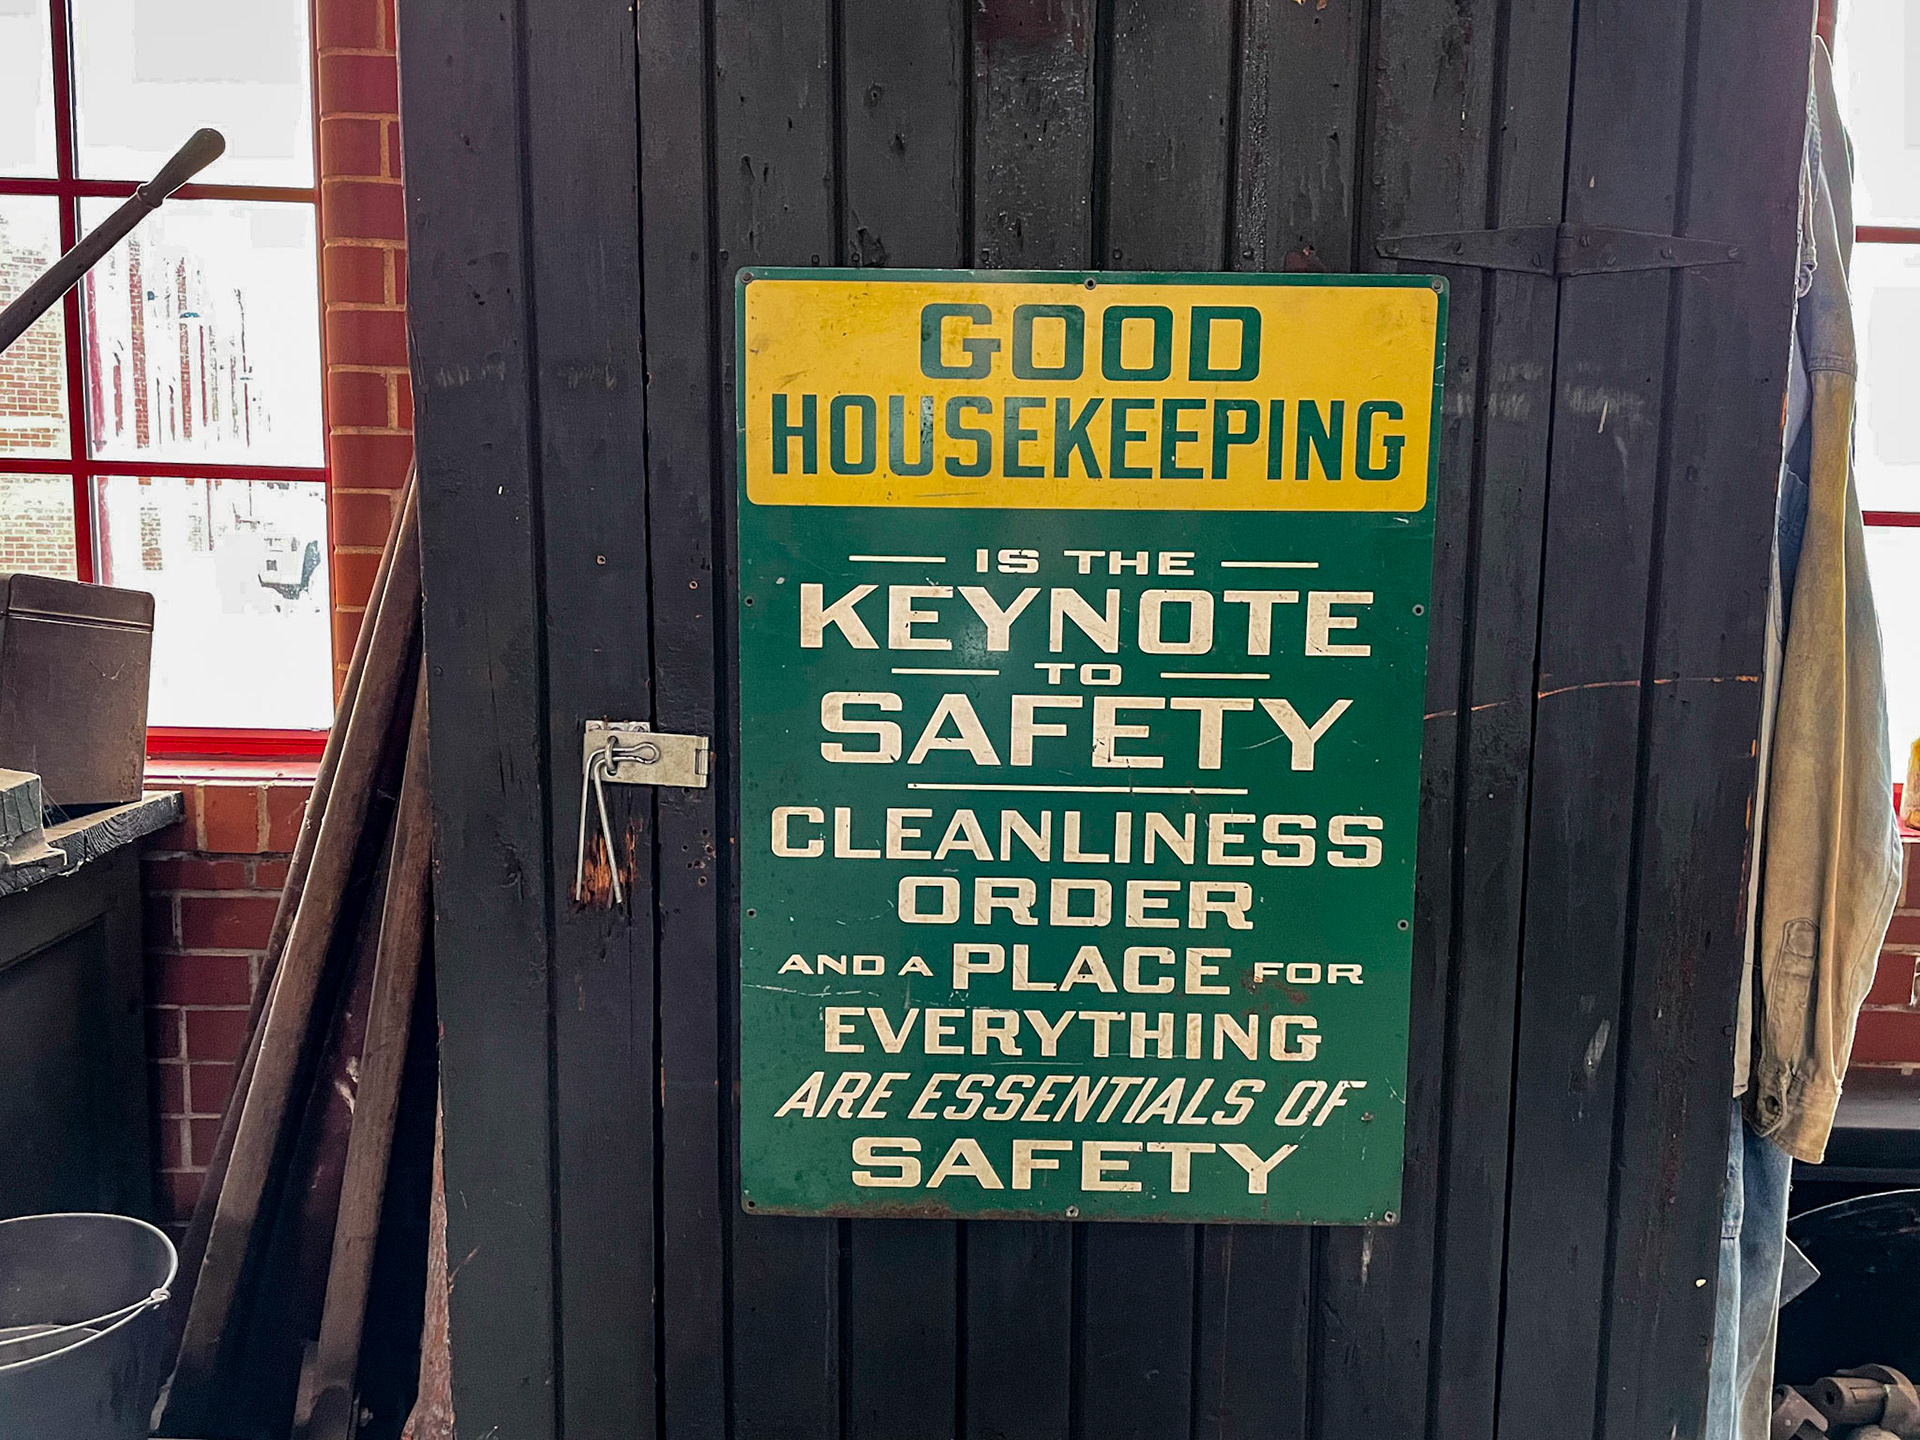 GOOD
HOUSEKEEPING
IS THE
KEYNOTE
TO
SAFETY
CLEANLINESS
ORDER
AND A PLACE FOR
EVERYTHING
ARE ESSENTIALS OF
SAFETY